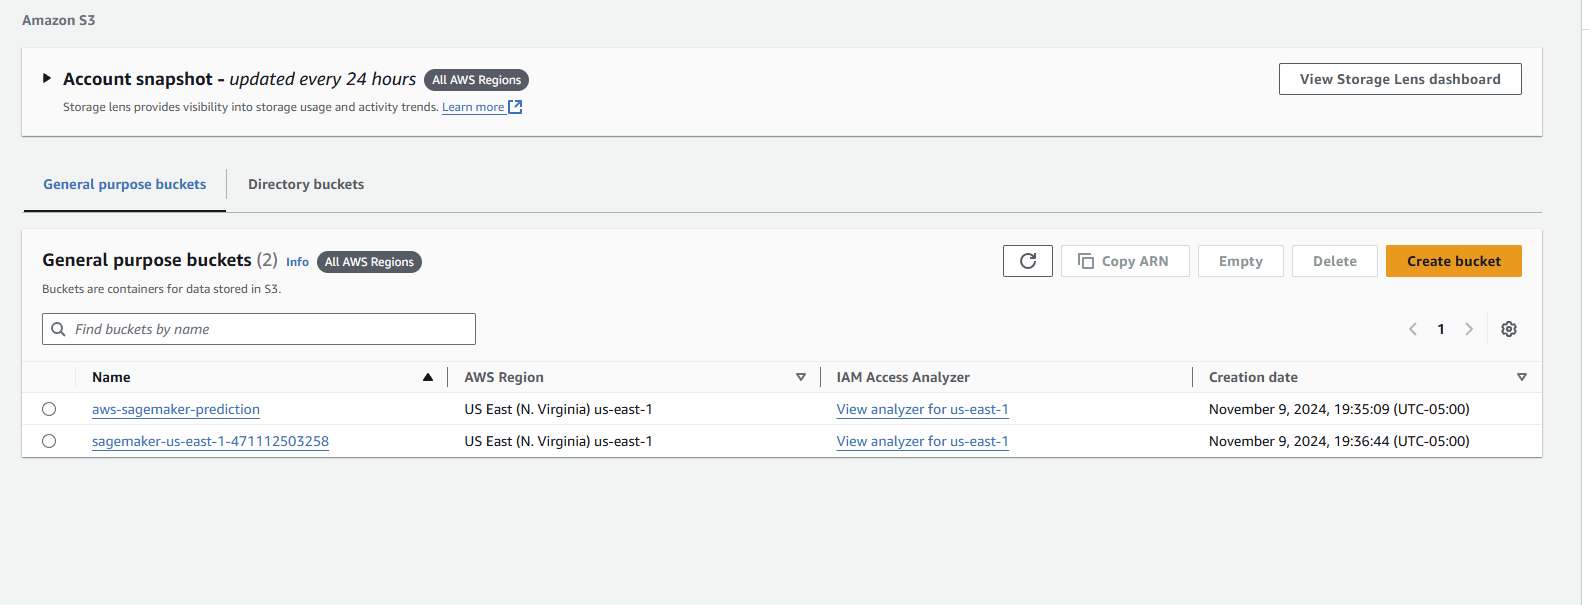 Amazon S3
Account snapshot - updated every 24 hours All AWS Regions
View Storage Lens dashboard
Storage lens provides visibility into storage usage and activity trends. Learn more
General purpose buckets
Directory buckets
General purpose buckets (2) Info All AWS Regions
Copy ARN
Empty
Delete
Create bucket
Buckets are containers for data stored in S3.
Find buckets by name
1
Name AWS Region IAM Access Analyzer Creation date
aws-sagemaker-prediction US East (N. Virginia) us-east-1 View analyzer for us-east-1 November 9, 2024, 19:35:09 (UTC-05:00)
sagemaker-us-east-1-471112503258 US East (N. Virginia) us-east-1 View analyzer for us-east-1 November 9, 2024, 19:36:44 (UTC-05:00)